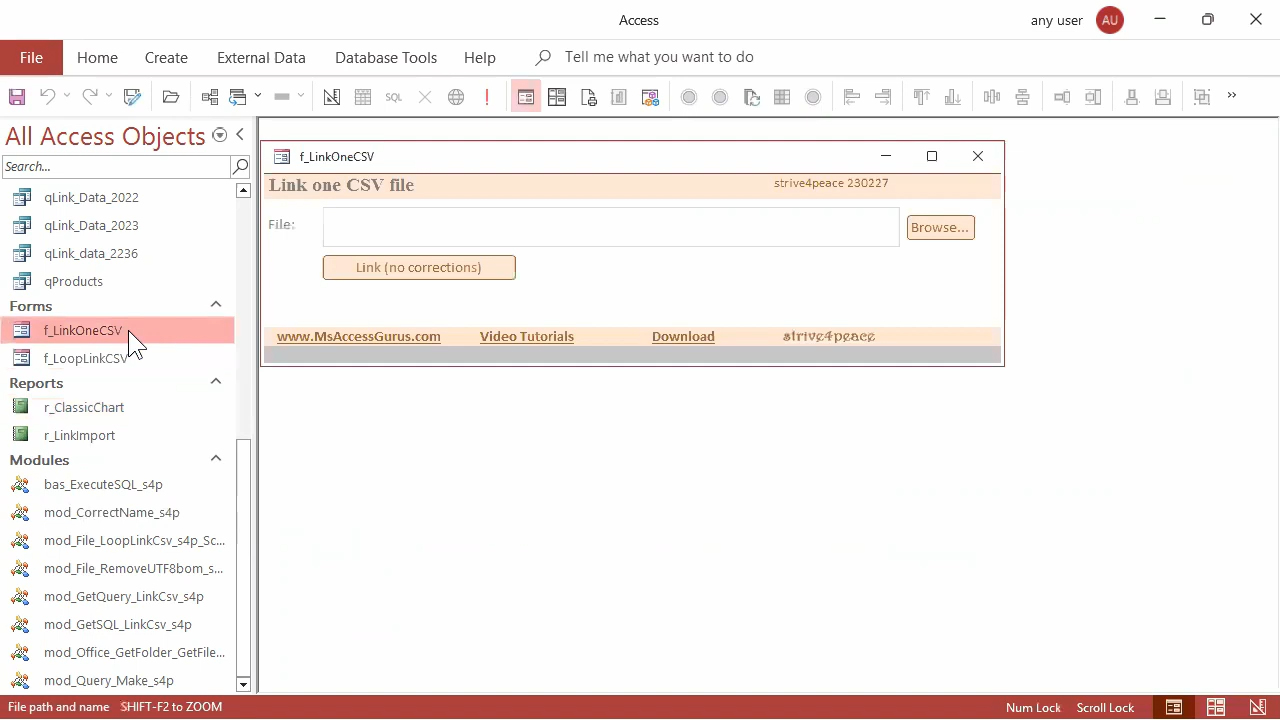 Access
any user AU
File Home Create External Data Database Tools Help Tell me what you want to do
SQL
All Access Objects
Search...
qLink_Data_2022
qLink_Data_2023
qLink_data_2236
qProducts
Forms
f_LinkOneCSV
f_LoopLinkCSV
Reports
r_ClassicChart
r_LinkImport
Modules
bas_ExecuteSQL_s4p
mod_CorrectName_s4p
mod_File_LoopLinkCsv_s4p_Sc...
mod_File_RemoveUTF8bom_s...
mod_GetQuery_LinkCsv_s4p
mod_GetSQL_LinkCsv_s4p
mod_Office_GetFolder_GetFile...
mod_Query_Make_s4p
f_LinkOneCSV
Link one CSV file strive4peace 230227
File: Browse...
Link (no corrections)
www.MsAccessGurus.com Video Tutorials Download strive4peace
File path and name SHIFT-F2 to ZOOM Num Lock Scroll Lock